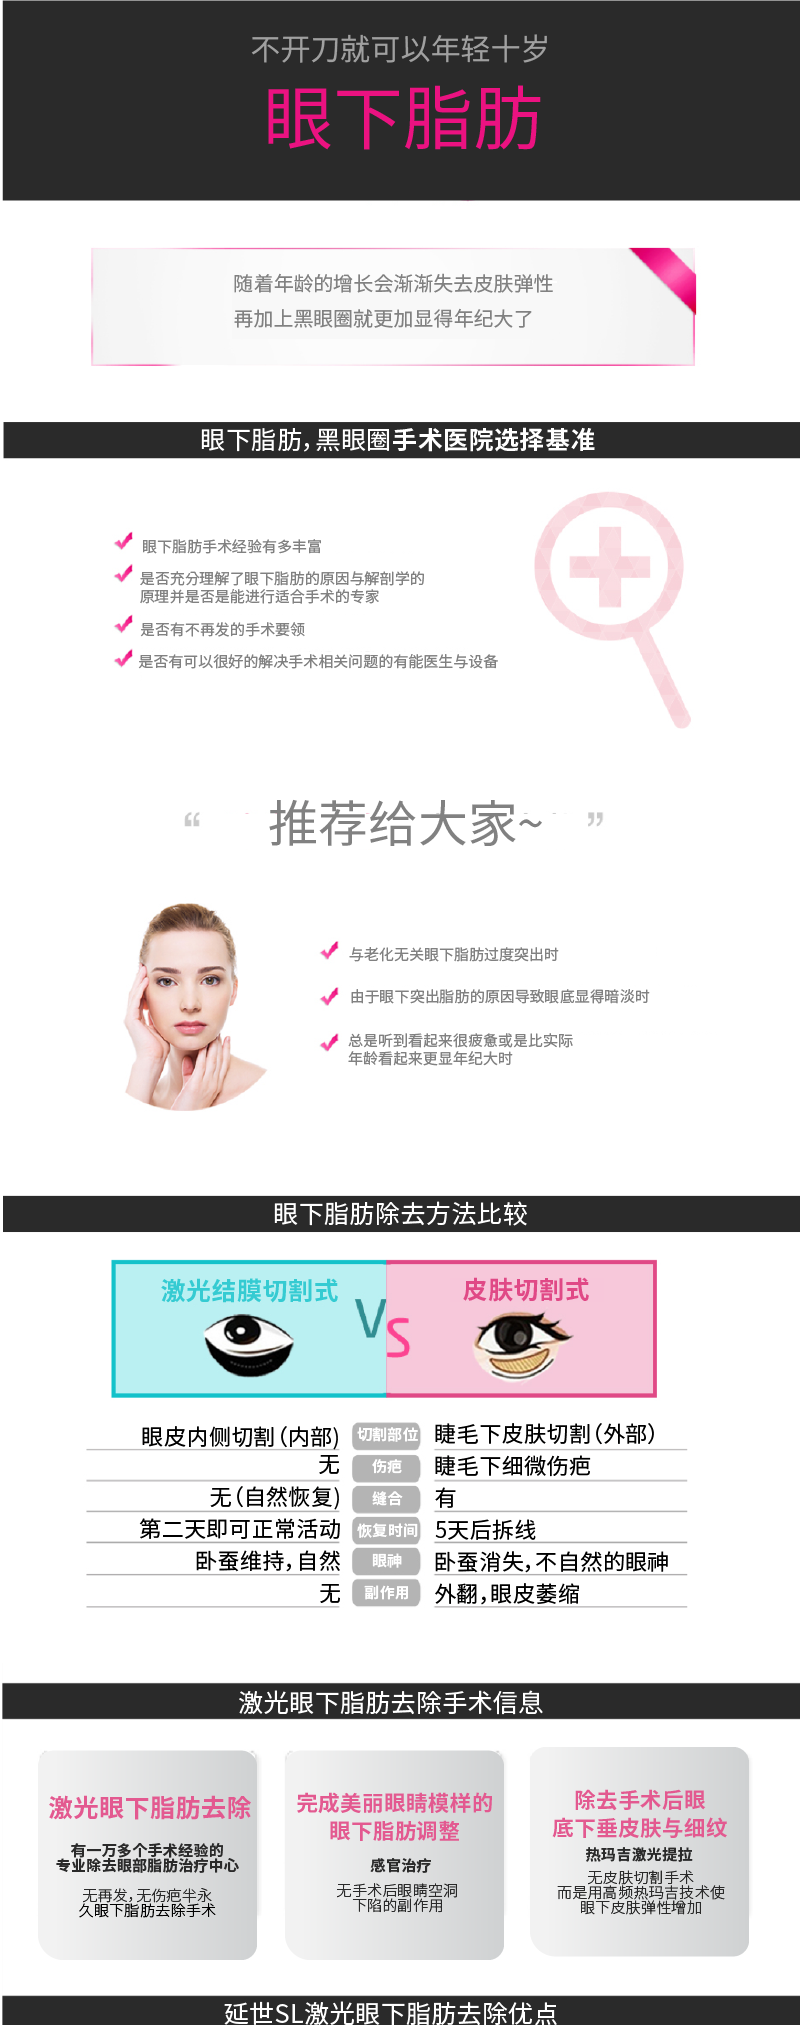 不开刀就可以年轻十岁
眼下脂肪
随着年龄的增长会渐渐失去皮肤弹性
再加上黑眼圈就更加显得年纪大了
眼下脂肪，黑眼圈手术医院选择基准
眼下脂肪手术经验有多丰富
是否充分理解了眼下脂肪的原因与解剖学的
原理并是否是能进行适合手术的专家
是否有不再发的手术要领
是否有可以很好的解决手术相关问题的有能医生与设备
“ 推荐给大家~ ”
与老化无关眼下脂肪过度突出时
由于眼下突出脂肪的原因导致眼底显得暗淡时
总是听到看起来很疲惫或是比实际
年龄看起来更显年纪大时
眼下脂肪除去方法比较
激光结膜切割式 VS 皮肤切割式
眼皮内侧切割（内部) 切割部位 睫毛下皮肤切割（外部）
无 伤疤 睫毛下细微伤疤
无（自然恢复) 缝合 有
第二天即可正常活动 恢复时间 5天后拆线
卧蚕维持，自然 眼神 卧蚕消失，不自然的眼神
无 副作用 外翻，眼皮萎缩
激光眼下脂肪去除手术信息
激光眼下脂肪去除
有一万多个手术经验的
专业除去眼部脂肪治疗中心
无再发，无伤疤半永
久眼下脂肪去除手术
完成美丽眼睛模样的
眼下脂肪调整
感官治疗
无手术后眼睛空洞
下陷的副作用
除去手术后眼
底下垂皮肤与细纹
热玛吉激光提拉
无皮肤切割手术
而是用高频热玛吉技术使
眼下皮肤弹性增加
延世SL激光眼下脂肪去除优点